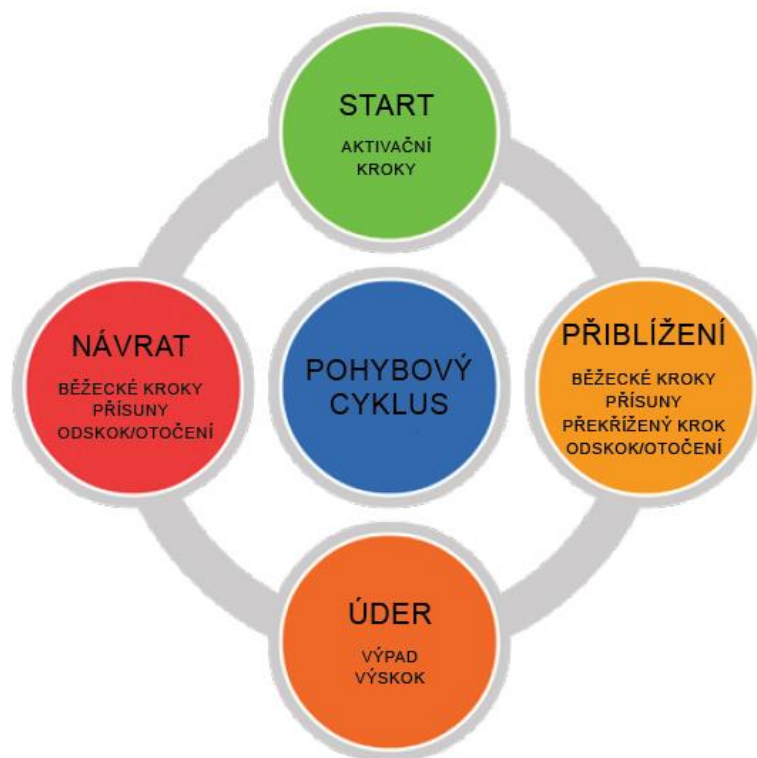 START
AKTIVAČNÍ
KROKY
NÁVRAT
BĚŽECKÉ KROKY
PŘÍSUNY
ODSKOK/OTOČENÍ
POHYBOVÝ
CYKLUS
PŘIBLÍŽENÍ
BĚŽECKÉ KROKY
PŘÍSUNY
PŘEKŘÍŽENÝ KROK
ODSKOK/OTOČENÍ
ÚDER
VÝPAD
VÝSKOK